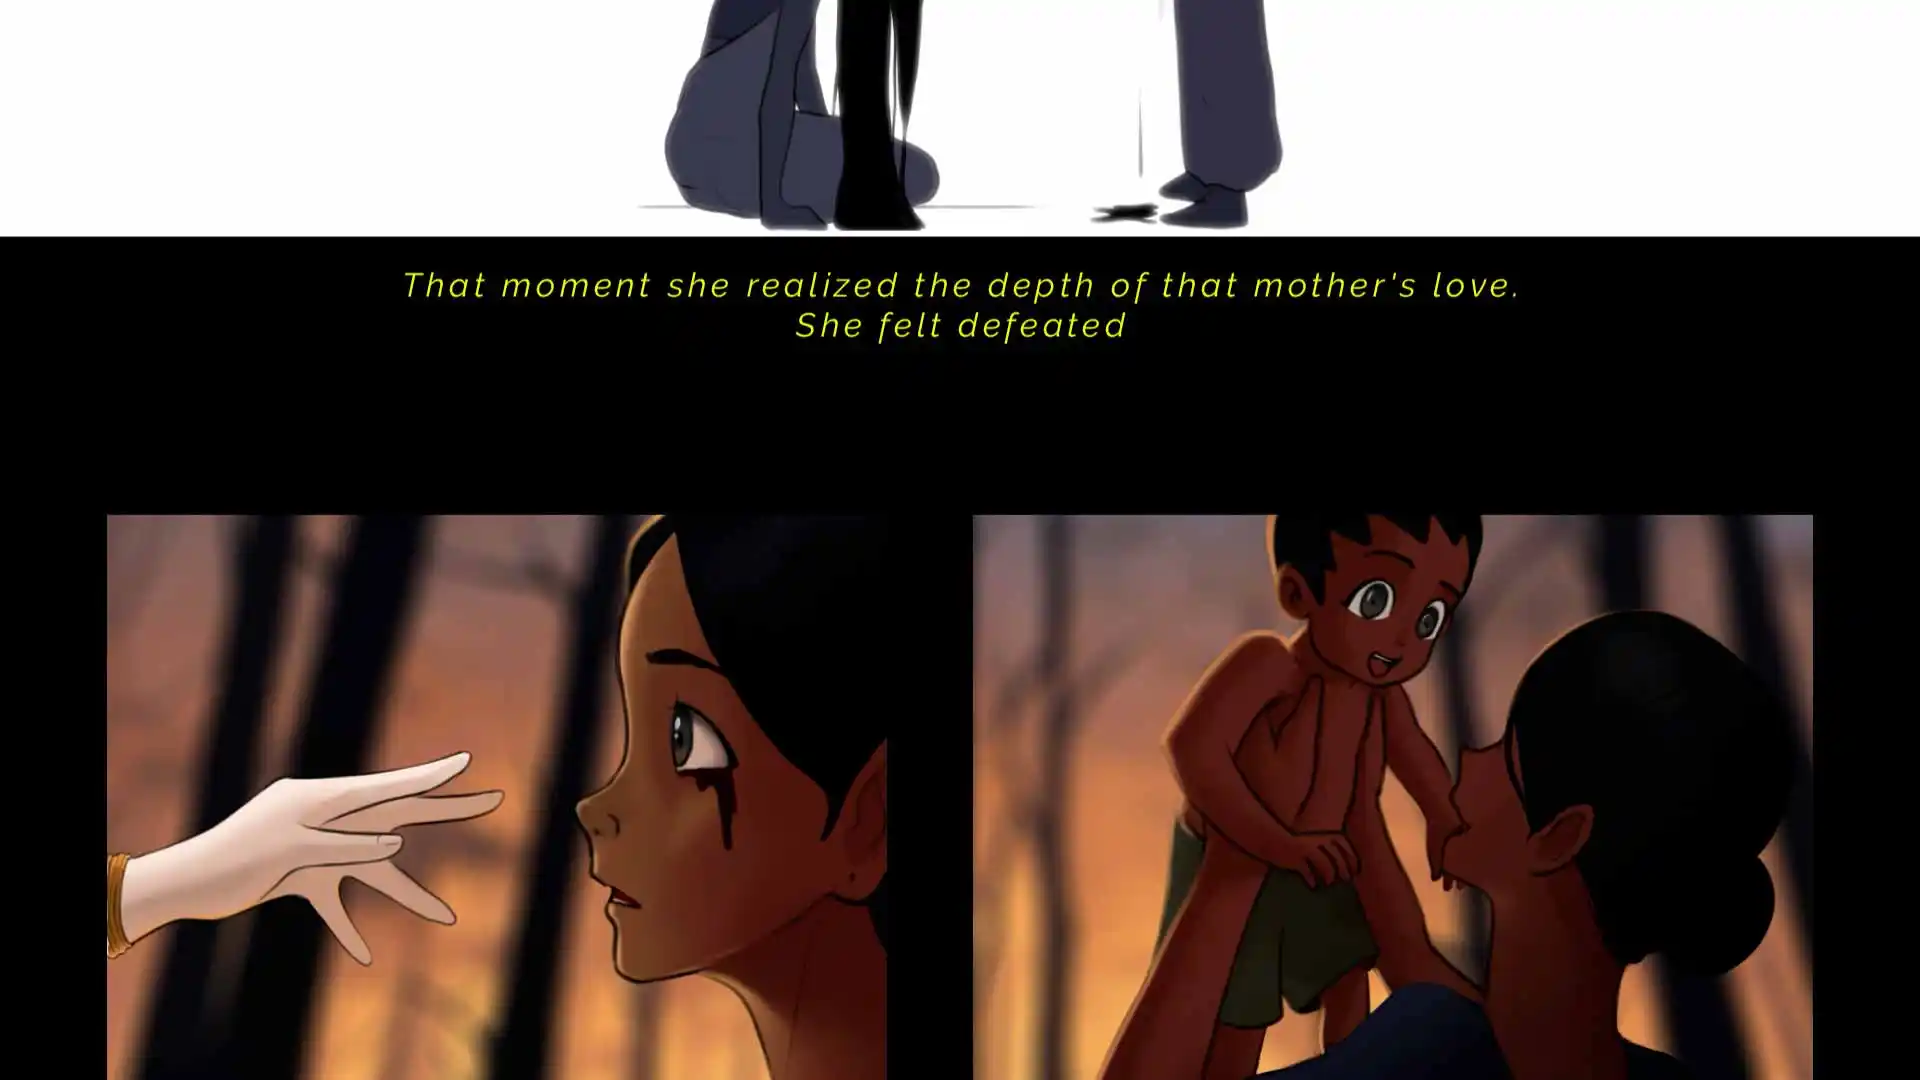 That moment she realized the depth of that mother's love.
She felt defeated